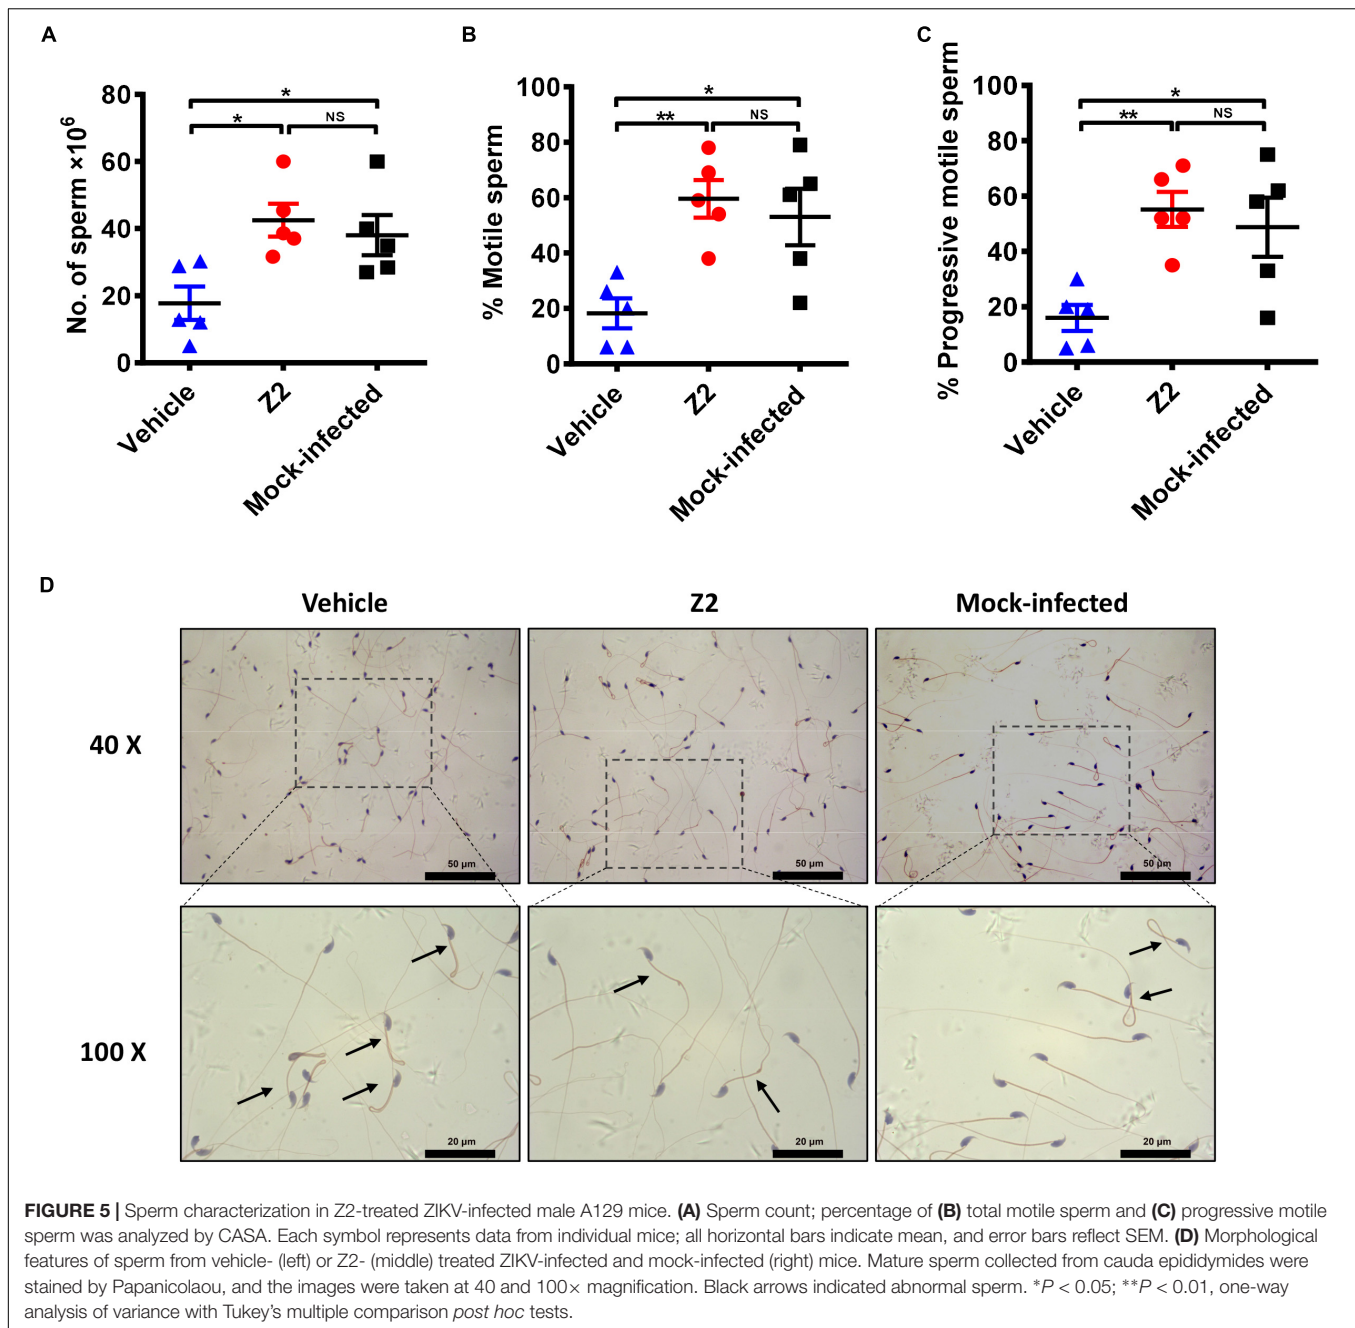 A
B
C
No. of sperm ×10⁶
80
60
40
20
0
*
*
NS
Vehicle
Z2
Mock-infected
% Motile sperm
100
80
60
40
20
0
*
**
NS
Vehicle
Z2
Mock-infected
% Progressive motile sperm
100
80
60
40
20
0
*
**
NS
Vehicle
Z2
Mock-infected
D
Vehicle
Z2
Mock-infected
40 X
50 µm
50 µm
50 µm
100 X
20 µm
20 µm
20 µm
FIGURE 5 | Sperm characterization in Z2-treated ZIKV-infected male A129 mice. (A) Sperm count; percentage of (B) total motile sperm and (C) progressive motile
sperm was analyzed by CASA. Each symbol represents data from individual mice; all horizontal bars indicate mean, and error bars reflect SEM. (D) Morphological
features of sperm from vehicle- (left) or Z2- (middle) treated ZIKV-infected and mock-infected (right) mice. Mature sperm collected from cauda epididymides were
stained by Papanicolaou, and the images were taken at 40 and 100× magnification. Black arrows indicated abnormal sperm. *P < 0.05; **P < 0.01, one-way
analysis of variance with Tukey's multiple comparison post hoc tests.